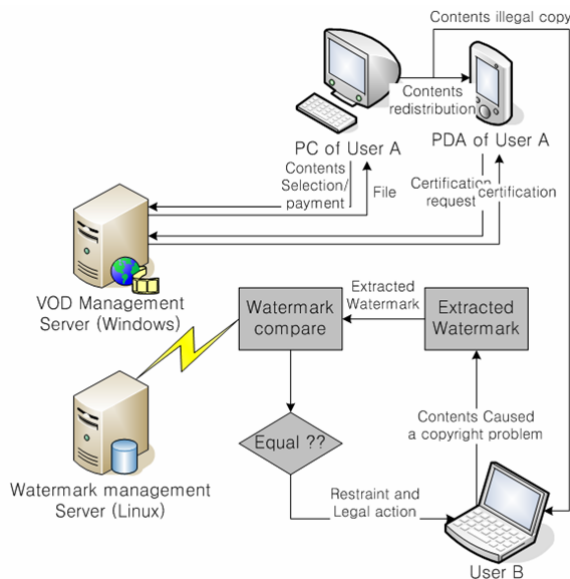 Contents illegal copy
Contents
redistribution
PC of User A
PDA of User A
Contents
Selection/
payment
File
Certification
request
certification
VOD Management
Server (Windows)
Extracted
Watermark
Watermark
compare
Extracted
Watermark
Equal ??
Contents Caused
a copyright problem
Watermark management
Server (Linux)
Restraint and
Legal action
User B